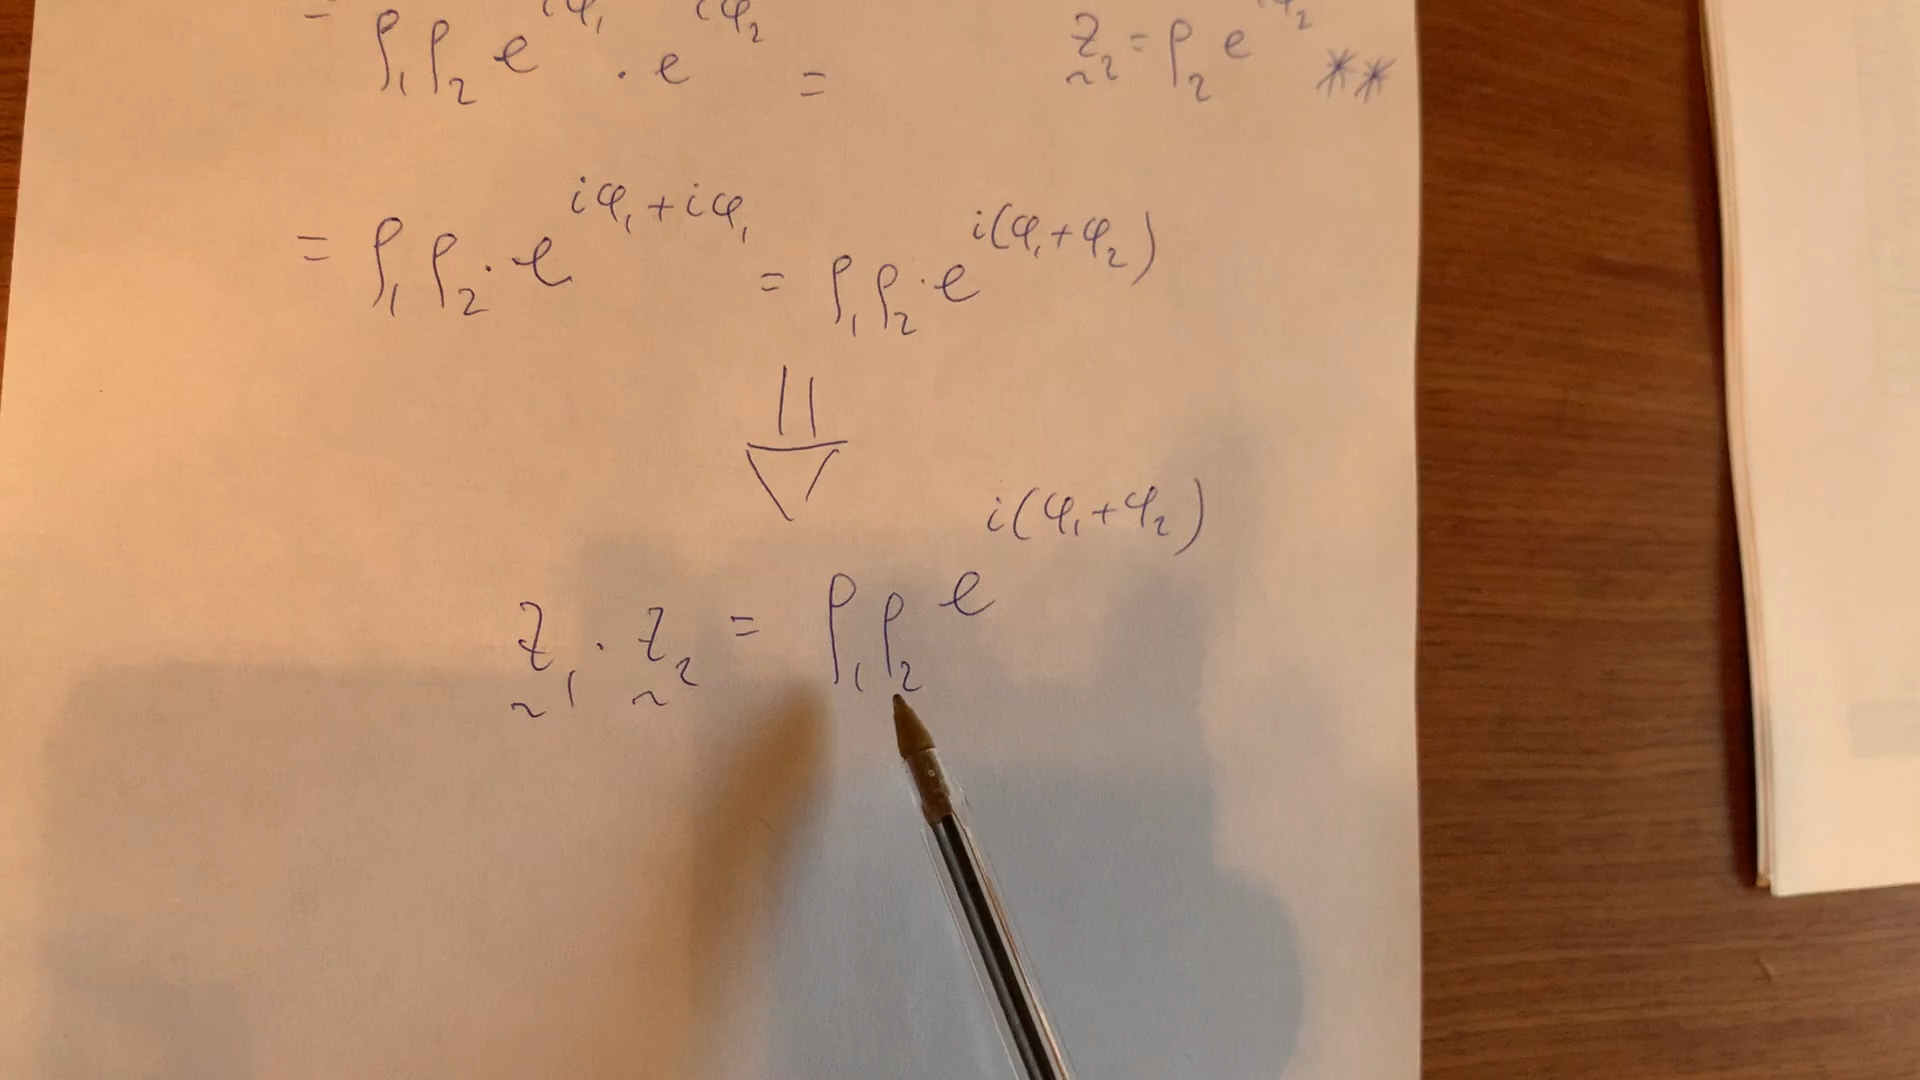 = ρ₁ρ₂ e^{iφ₁} · e^{iφ₂} =
z₂ = ρ₂ e^{iφ₂} **
= ρ₁ρ₂ · e^{iφ₁+iφ₁} = ρ₁ρ₂ · e^{i(φ₁+φ₂)}
⇓
z₁ · z₂ = ρ₁ρ₂ e^{i(φ₁+φ₂)}